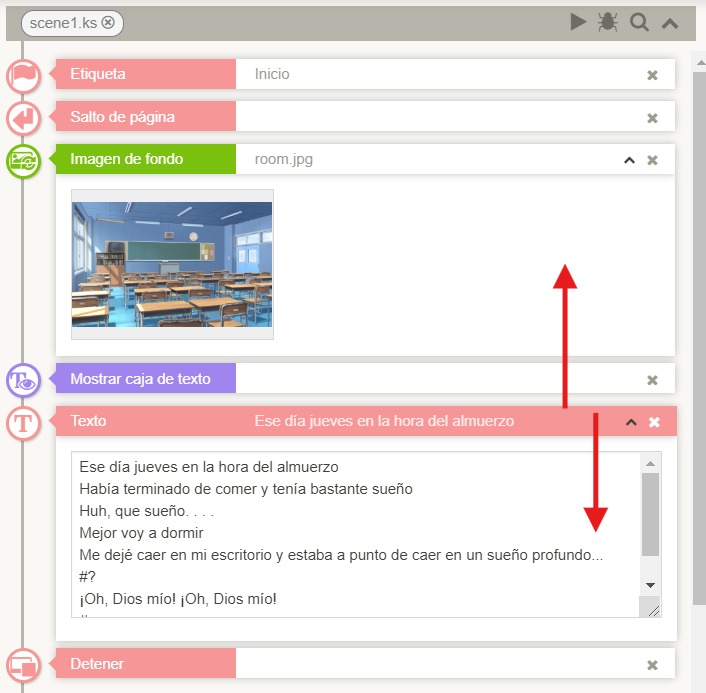 scene1.ks
Etiqueta Inicio
Salto de página
Imagen de fondo room.jpg
Mostrar caja de texto
Texto Ese día jueves en la hora del almuerzo
Ese día jueves en la hora del almuerzo
Había terminado de comer y tenía bastante sueño
Huh, que sueño. . . .
Mejor voy a dormir
Me dejé caer en mi escritorio y estaba a punto de caer en un sueño profundo...
#?
¡Oh, Dios mío! ¡Oh, Dios mío!
Detener